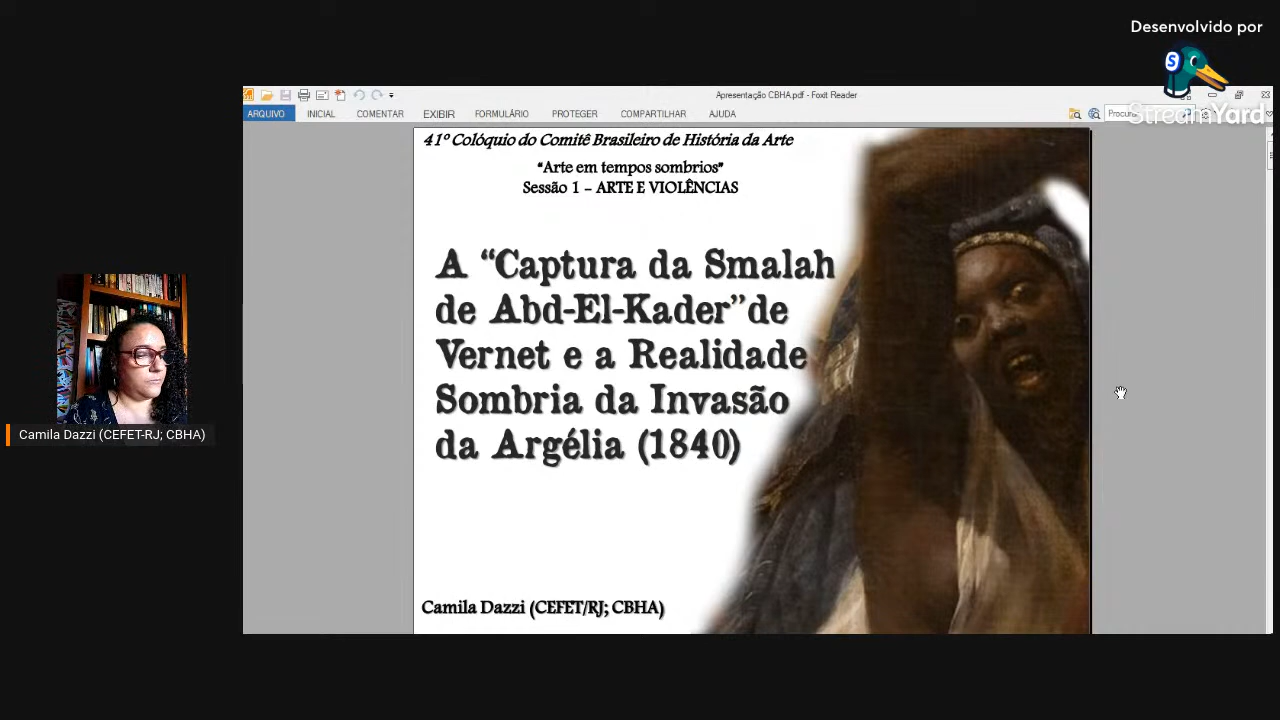 Desenvolvido por
StreamYard
Apresentação CBHA.pdf - Foxit Reader
ARQUIVO INICIAL COMENTAR EXIBIR FORMULÁRIO PROTEGER COMPARTILHAR AJUDA
41º Colóquio do Comitê Brasileiro de História da Arte
“Arte em tempos sombrios”
Sessão 1 – ARTE E VIOLÊNCIAS
A “Captura da Smalah
de Abd-El-Kader”de
Vernet e a Realidade
Sombria da Invasão
da Argélia (1840)
Camila Dazzi (CEFET/RJ; CBHA)
Camila Dazzi (CEFET-RJ; CBHA)